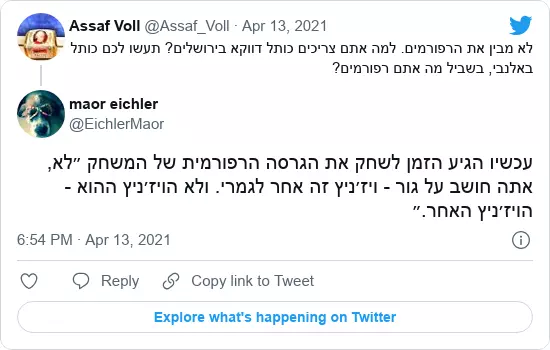 Assaf Voll @Assaf_Voll · Apr 13, 2021
לא מבין את הרפורמים. למה אתם צריכים כותל דווקא בירושלים? תעשו לכם כותל
באלנבי, בשביל מה אתם רפורמים?
maor eichler
@EichlerMaor
עכשיו הגיע הזמן לשחק את הגרסה הרפורמית של המשחק ״לא,
אתה חושב על גור - ויז׳ניץ זה אחר לגמרי. ולא הויז׳ניץ ההוא -
הויז׳ניץ האחר.״
6:54 PM · Apr 13, 2021
Reply Copy link to Tweet
Explore what's happening on Twitter